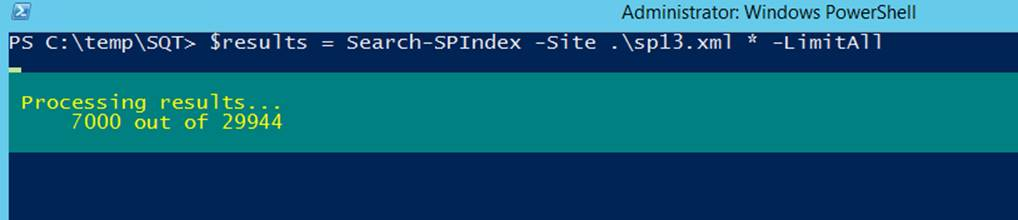 Administrator: Windows PowerShell
PS C:\temp\SQT> $results = Search-SPIndex -Site .\sp13.xml * -LimitAll
Processing results...
7000 out of 29944